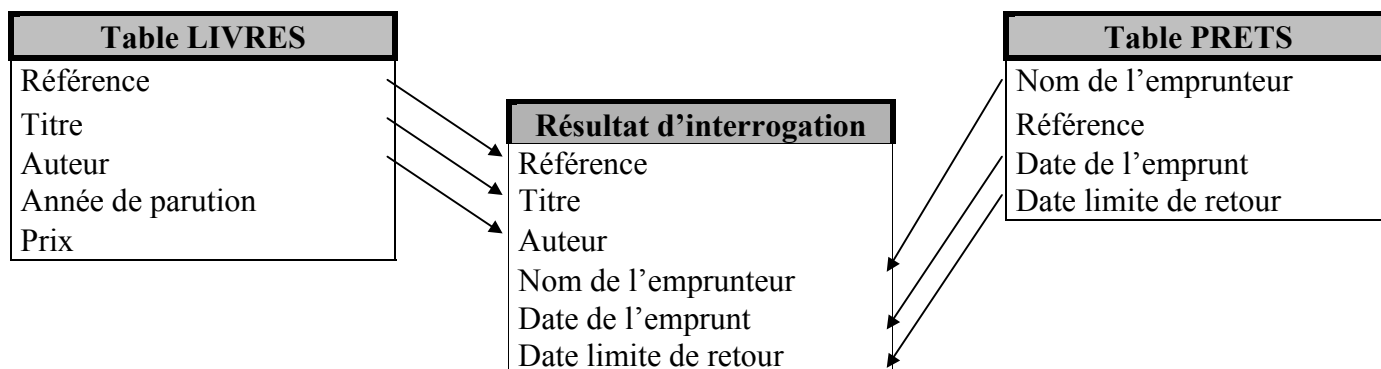 Table LIVRES
Référence
Titre
Auteur
Année de parution
Prix
Résultat d’interrogation
Référence
Titre
Auteur
Nom de l’emprunteur
Date de l’emprunt
Date limite de retour
Table PRETS
Nom de l’emprunteur
Référence
Date de l’emprunt
Date limite de retour